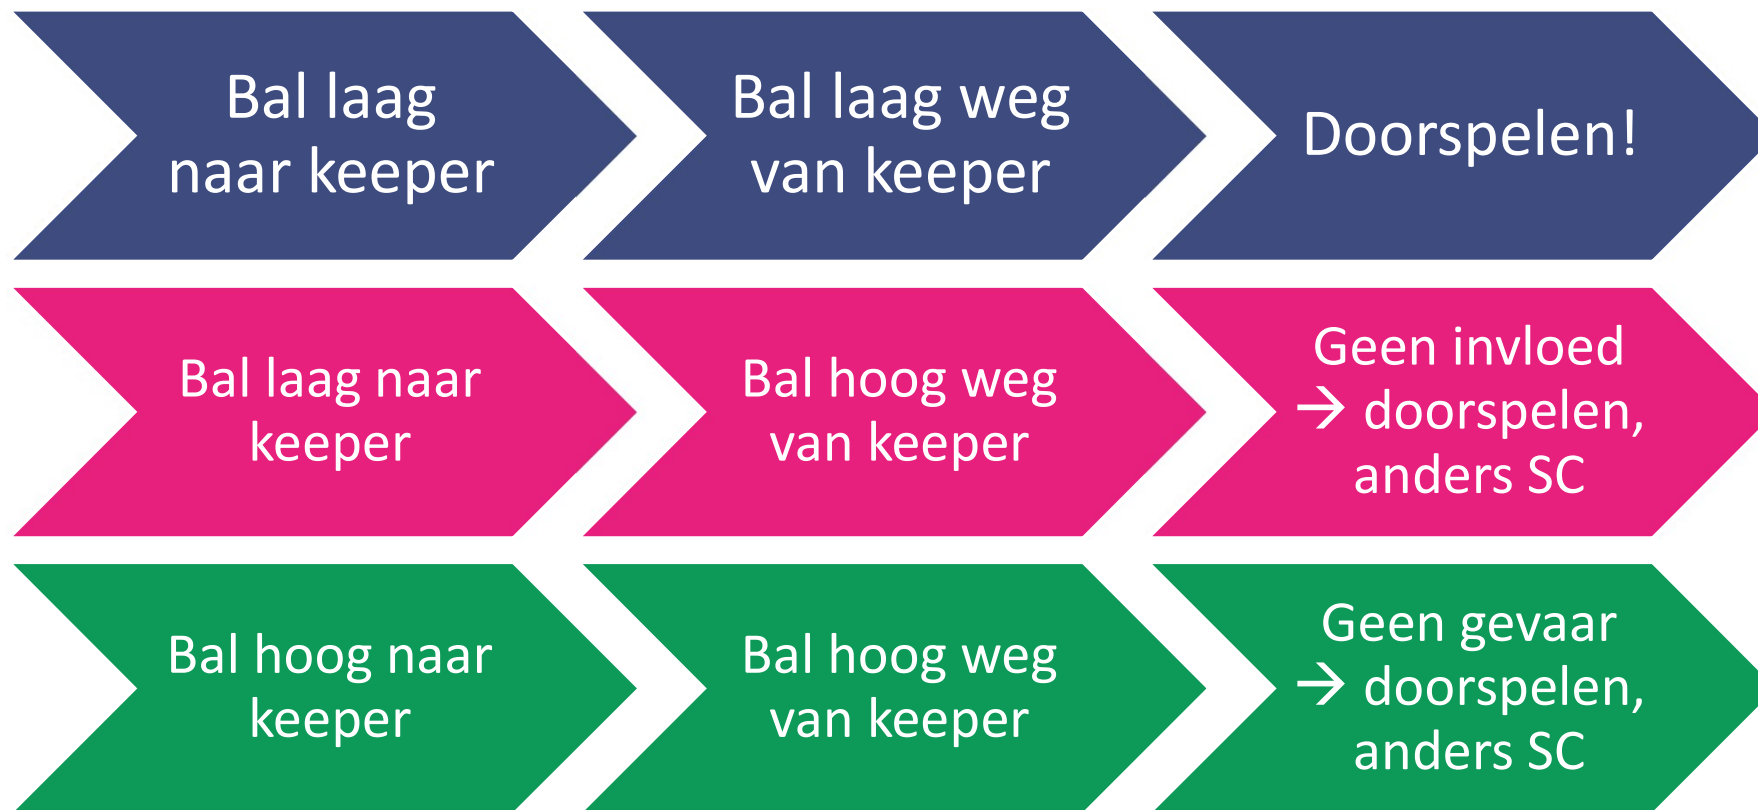 Bal laag
naar keeper
Bal laag weg
van keeper
Doorspelen!
Bal laag naar
keeper
Bal hoog weg
van keeper
Geen invloed
→ doorspelen,
anders SC
Bal hoog naar
keeper
Bal hoog weg
van keeper
Geen gevaar
→ doorspelen,
anders SC